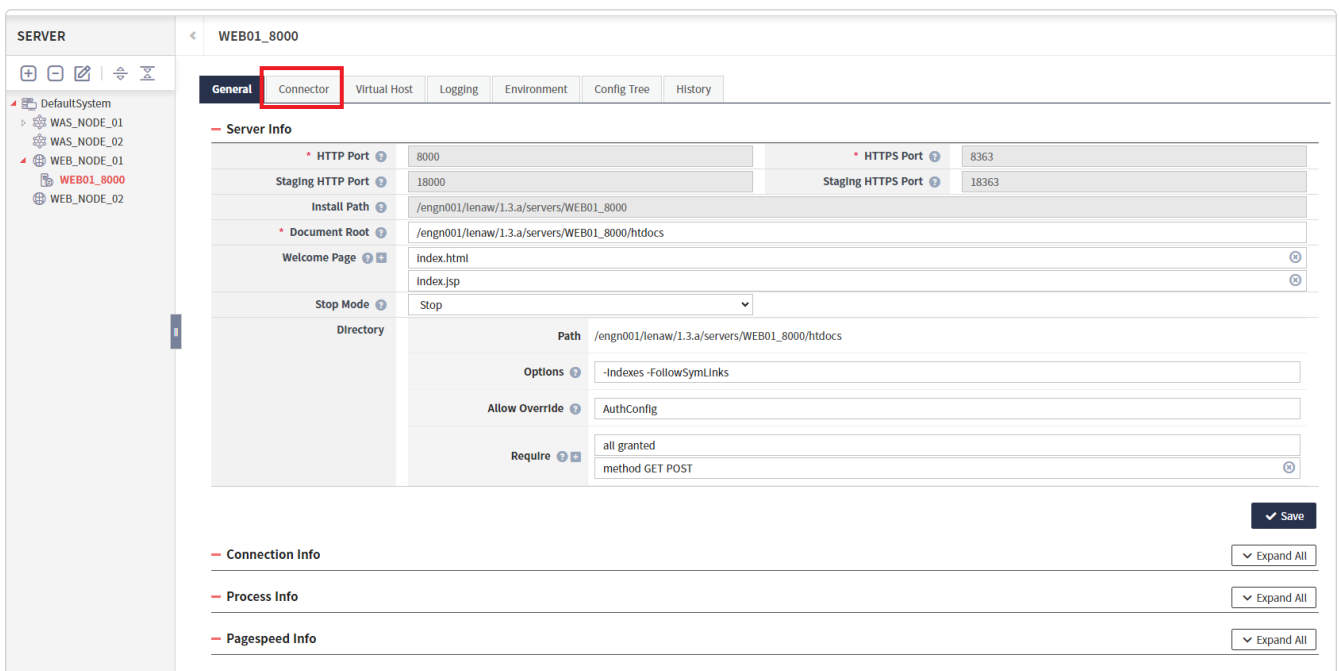 SERVER
WEB01_8000
DefaultSystem
WAS_NODE_01
WAS_NODE_02
WEB_NODE_01
WEB01_8000
WEB_NODE_02
General Connector Virtual Host Logging Environment Config Tree History
Server Info
* HTTP Port 8000 * HTTPS Port 8363
Staging HTTP Port 18000 Staging HTTPS Port 18363
Install Path /engn001/lenaw/1.3.a/servers/WEB01_8000
* Document Root /engn001/lenaw/1.3.a/servers/WEB01_8000/htdocs
Welcome Page index.html
index.jsp
Stop Mode Stop
Directory
Path /engn001/lenaw/1.3.a/servers/WEB01_8000/htdocs
Options -Indexes -FollowSymLinks
Allow Override AuthConfig
Require all granted
method GET POST
Save
Connection Info Expand All
Process Info Expand All
Pagespeed Info Expand All